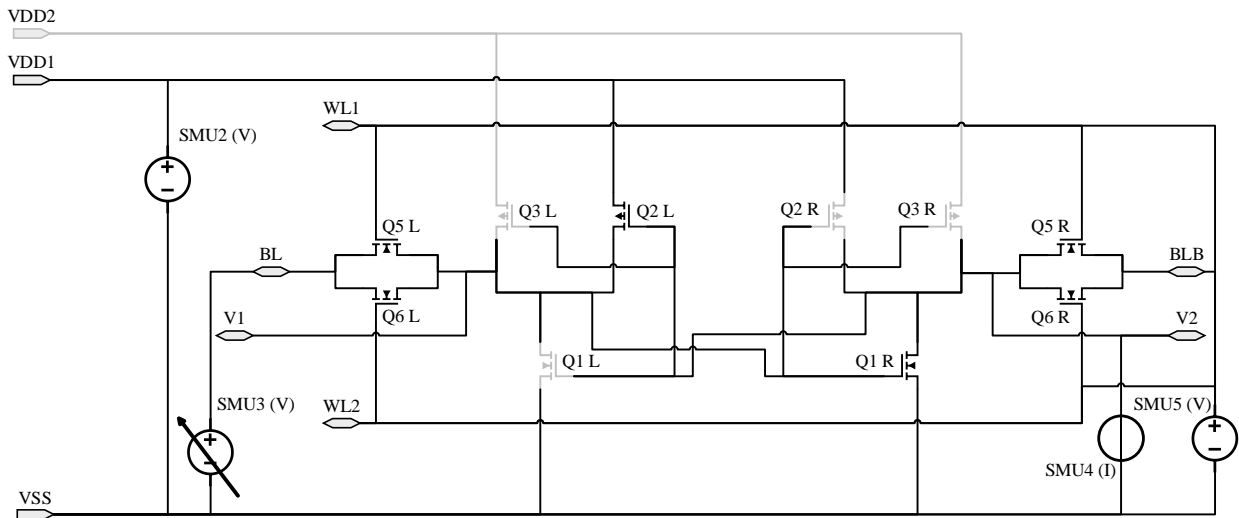 VDD2
VDD1
WL1
SMU2 (V)
Q3 L
Q2 L
Q2 R
Q3 R
Q5 L
Q5 R
BL
BLB
Q6 L
Q6 R
V1
V2
Q1 L
Q1 R
SMU3 (V)
WL2
SMU5 (V)
SMU4 (I)
VSS